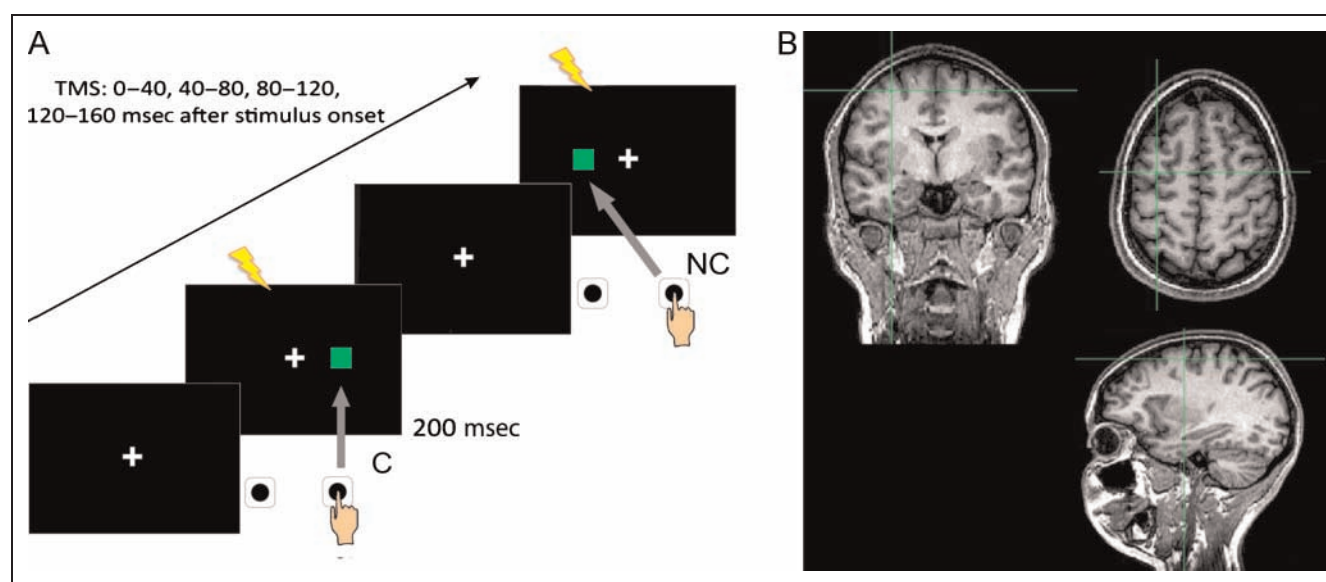 A
TMS: 0–40, 40–80, 80–120,
120–160 msec after stimulus onset
NC
200 msec
C
B